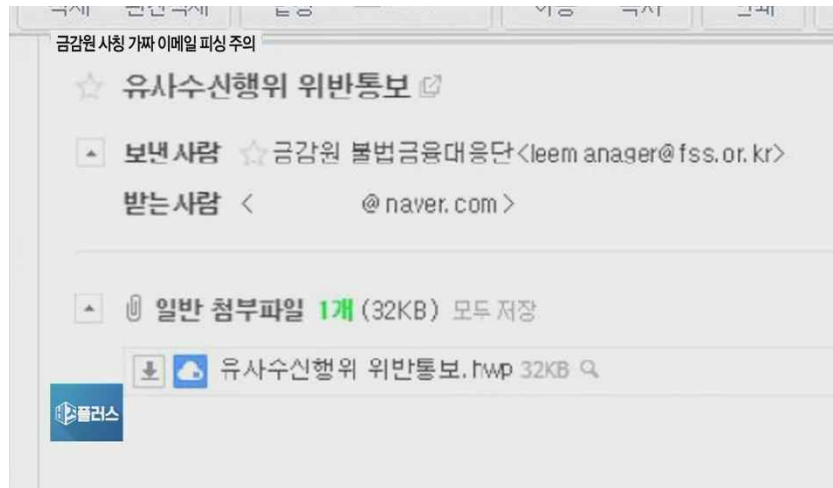 금감원 사칭 가짜 이메일 피싱 주의
유사수신행위 위반통보
보낸사람 금감원 불법금융대응단<leemanager@fss.or.kr>
받는사람 < @naver.com>
일반 첨부파일 1개 (32KB) 모두 저장
유사수신행위 위반통보.hwp 32KB
플러스